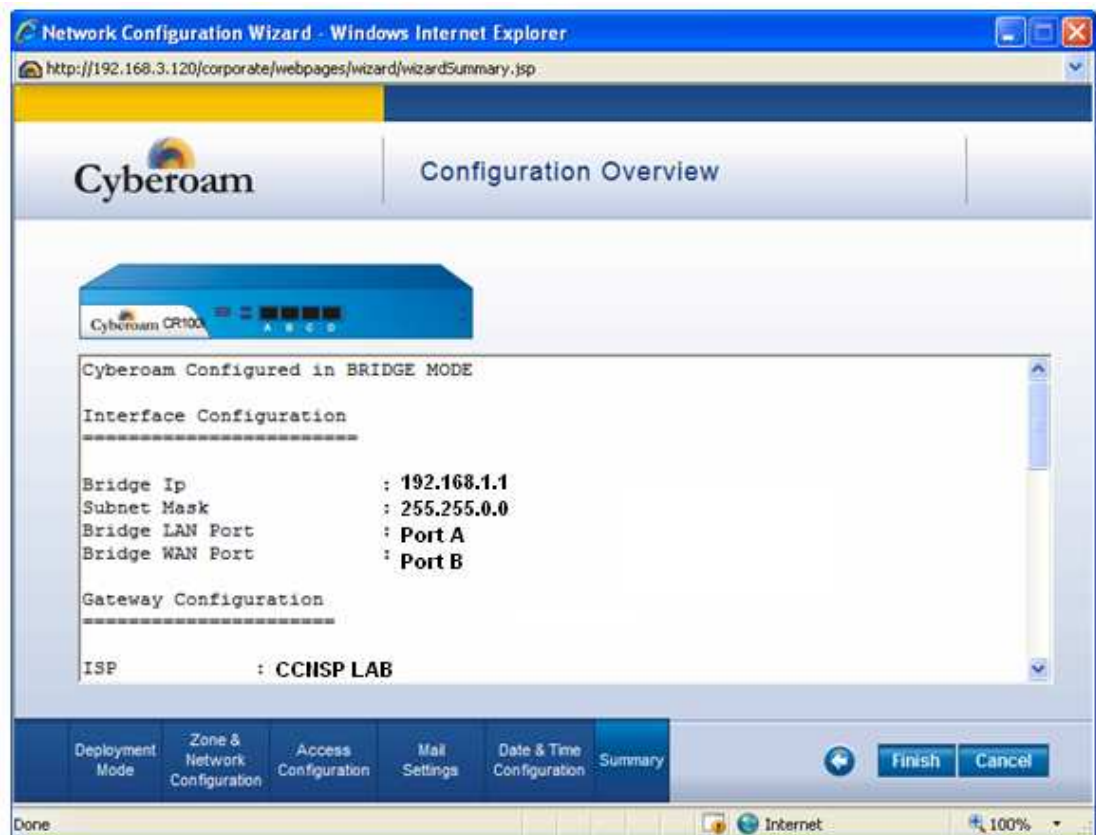 Network Configuration Wizard - Windows Internet Explorer
http://192.168.3.120/corporate/webpages/wizard/wizardSummary.jsp
Cyberoam
Configuration Overview
Cyberoam CR100
A B C D
Cyberoam Configured in BRIDGE MODE
Interface Configuration
========================
Bridge Ip : 192.168.1.1
Subnet Mask : 255.255.0.0
Bridge LAN Port : Port A
Bridge WAN Port : Port B
Gateway Configuration
======================
ISP : CCNSP LAB
Deployment Mode
Zone & Network Configuration
Access Configuration
Mail Settings
Date & Time Configuration
Summary
Finish
Cancel
Done
Internet
100%